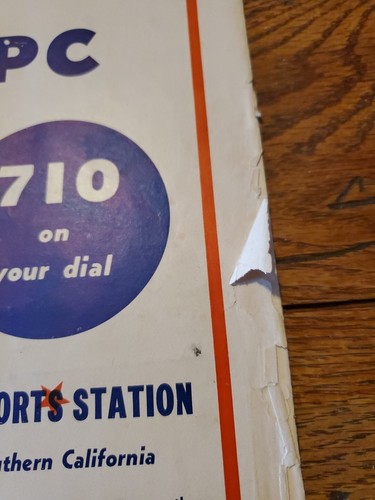 PC
710
on
your dial
ORTS STATION
thern California